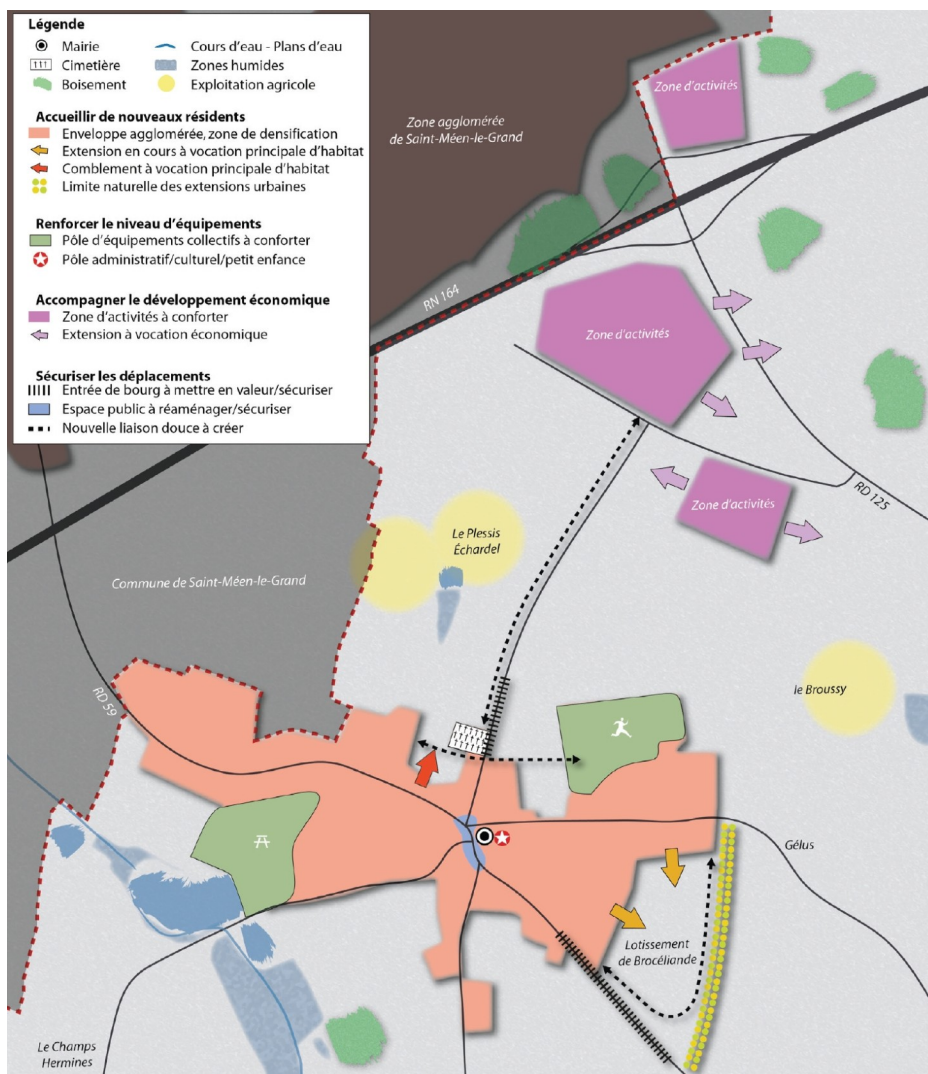 Légende
Mairie
Cimetière
Boisement
Cours d'eau - Plans d'eau
Zones humides
Exploitation agricole
Accueillir de nouveaux résidents
Enveloppe agglomérée, zone de densification
Extension en cours à vocation principale d'habitat
Comblement à vocation principale d'habitat
Limite naturelle des extensions urbaines
Renforcer le niveau d'équipements
Pôle d'équipements collectifs à conforter
Pôle administratif/culturel/petit enfance
Accompagner le développement économique
Zone d'activités à conforter
Extension à vocation économique
Sécuriser les déplacements
Entrée de bourg à mettre en valeur/sécuriser
Espace public à réaménager/sécuriser
Nouvelle liaison douce à créer
Zone d'activités
Zone agglomérée
de Saint-Méen-le-Grand
RN 164
Zone d'activités
RD 125
Zone d'activités
Le Plessis
Échardel
Commune de Saint-Méen-le-Grand
RD 59
le Broussy
Gélus
Lotissement
de Brocéliande
Le Champs
Hermines